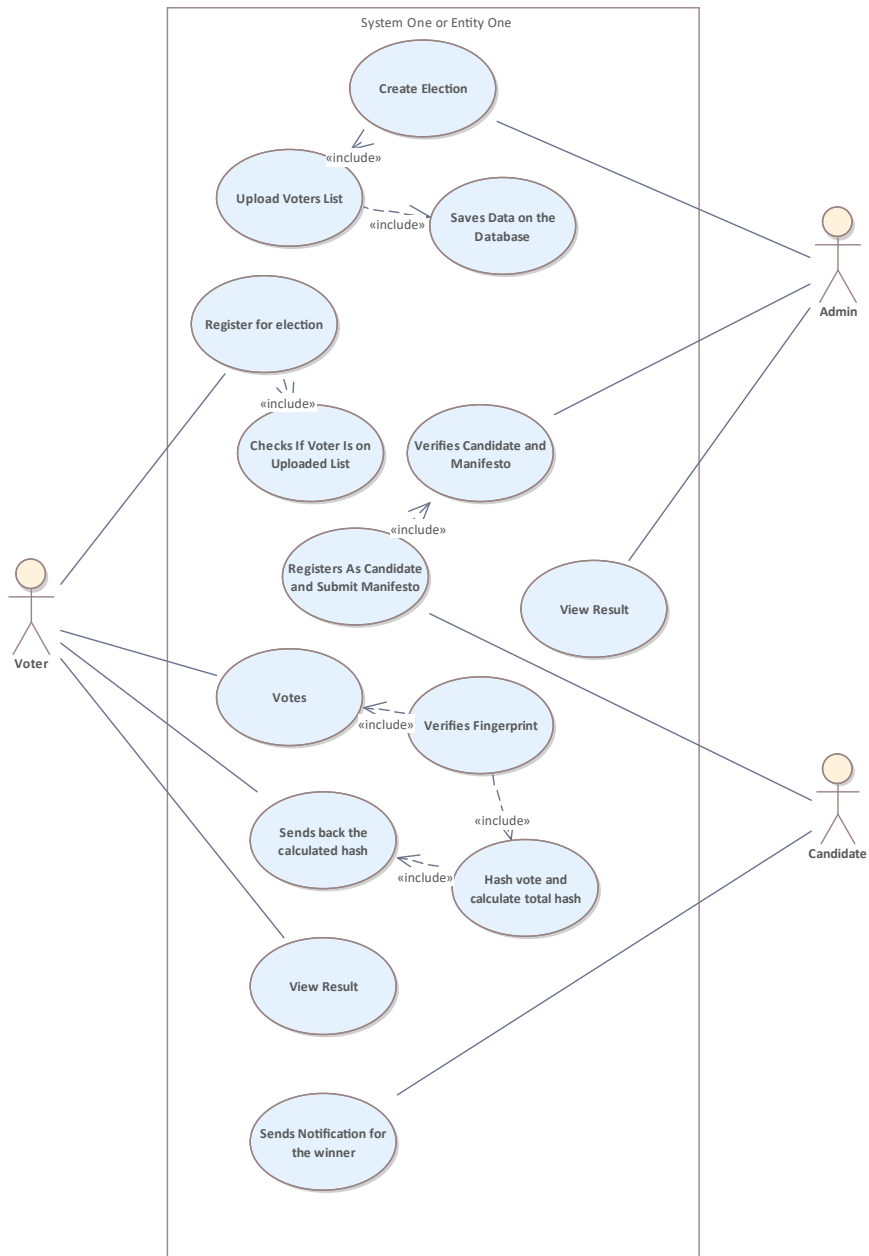 System One or Entity One
Create Election
«include»
Upload Voters List
«include»
Saves Data on the
Database
Admin
Register for election
«include»
Checks If Voter Is on
Uploaded List
Verifies Candidate and
Manifesto
«include»
Registers As Candidate
and Submit Manifesto
View Result
Voter
Votes
«include»
Verifies Fingerprint
«include»
Sends back the
calculated hash
«include»
Hash vote and
calculate total hash
Candidate
View Result
Sends Notification for
the winner